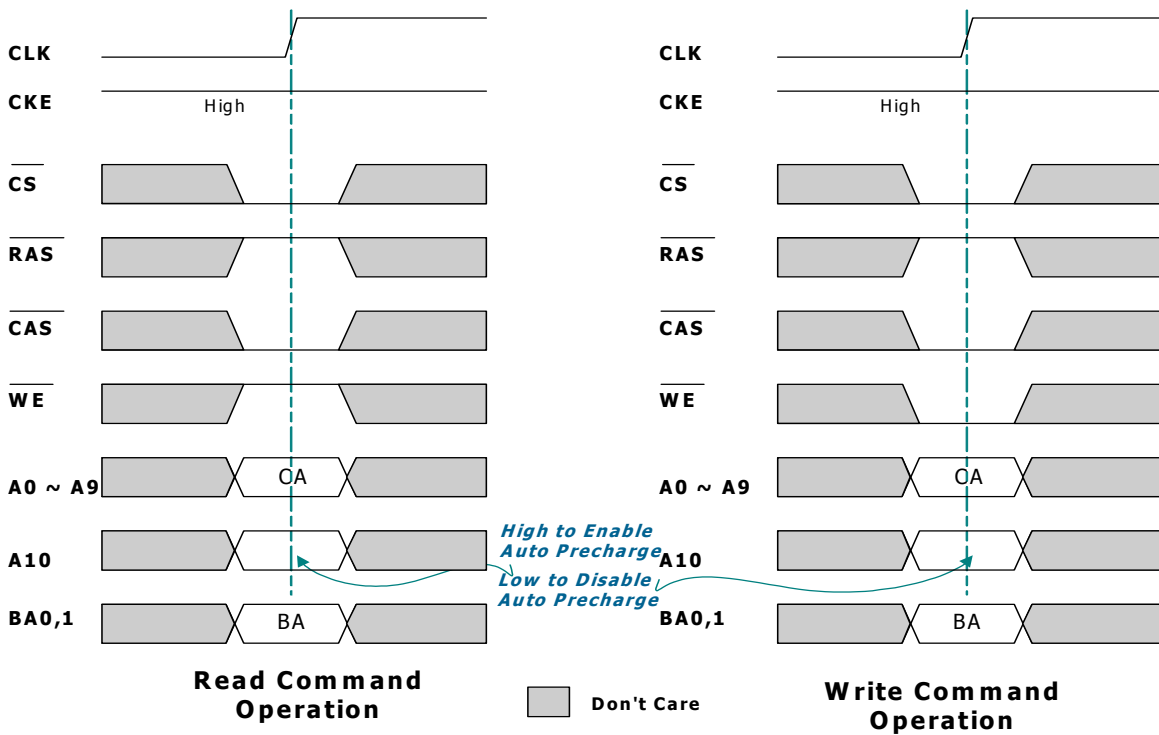 CLK
CKE
High
CS
RAS
CAS
WE
A0 ~ A9
CA
A10
BA0,1
BA
Read Command
Operation
High to Enable
Auto Precharge
Low to Disable
Auto Precharge
Don't Care
CLK
CKE
High
CS
RAS
CAS
WE
A0 ~ A9
CA
A10
BA0,1
BA
Write Command
Operation